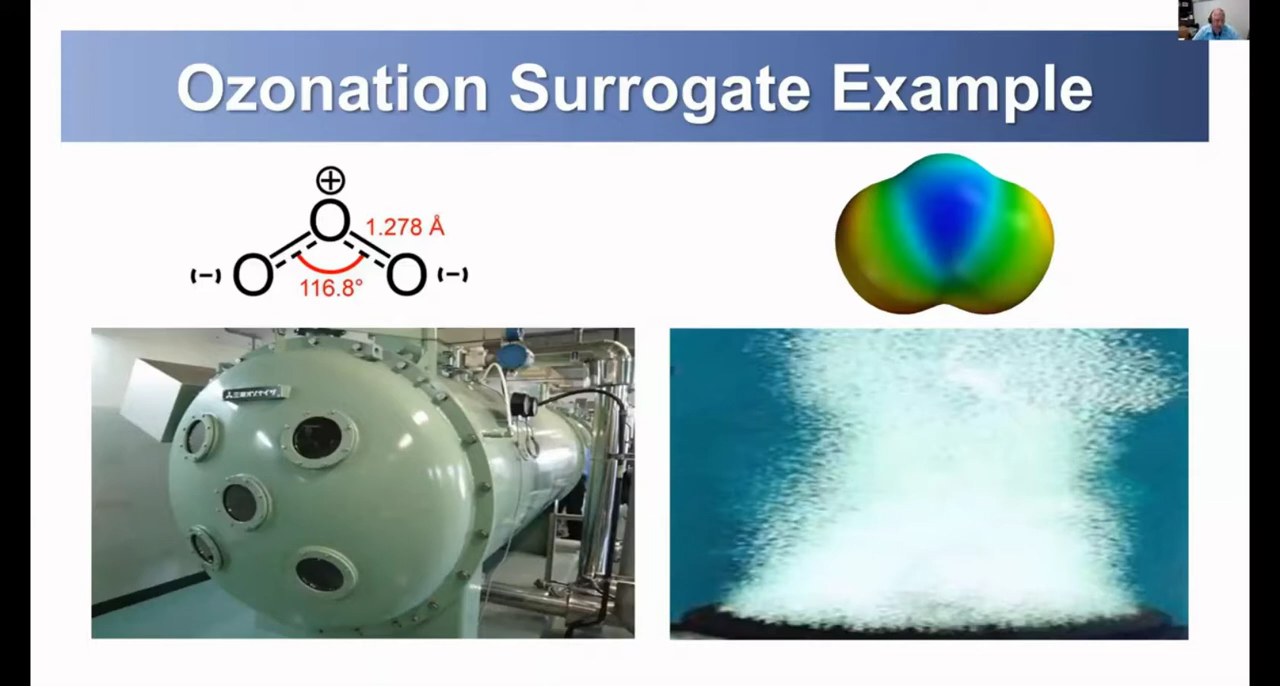 Ozonation Surrogate Example
⊕
O
1.278 Å
(−) O O (−)
116.8°